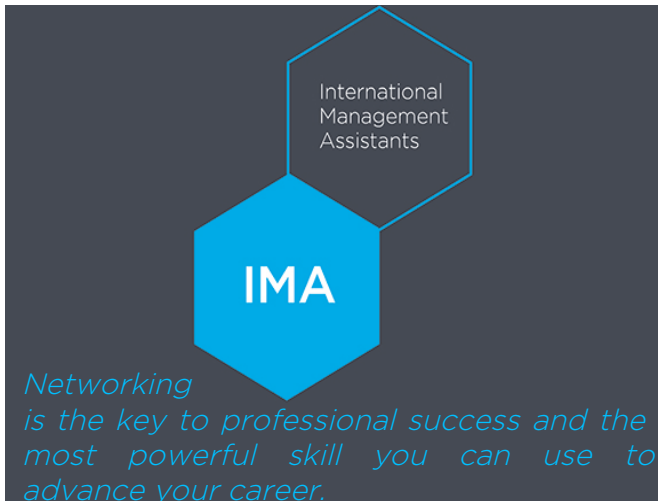 International
Management
Assistants
IMA
Networking
is the key to professional success and the
most powerful skill you can use to
advance your career.